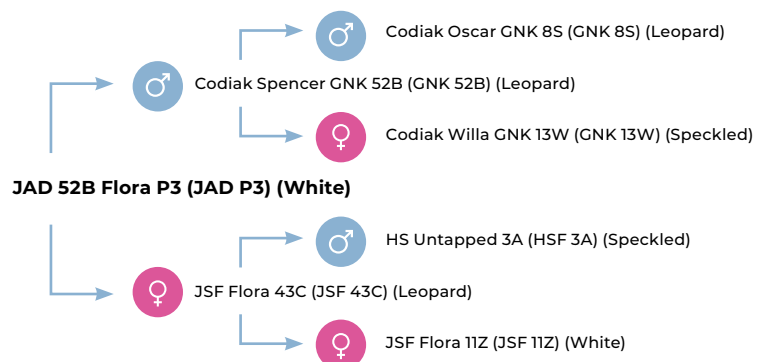 Codiak Oscar GNK 8S (GNK 8S) (Leopard)
Codiak Spencer GNK 52B (GNK 52B) (Leopard)
Codiak Willa GNK 13W (GNK 13W) (Speckled)
JAD 52B Flora P3 (JAD P3) (White)
HS Untapped 3A (HSF 3A) (Speckled)
JSF Flora 43C (JSF 43C) (Leopard)
JSF Flora 11Z (JSF 11Z) (White)